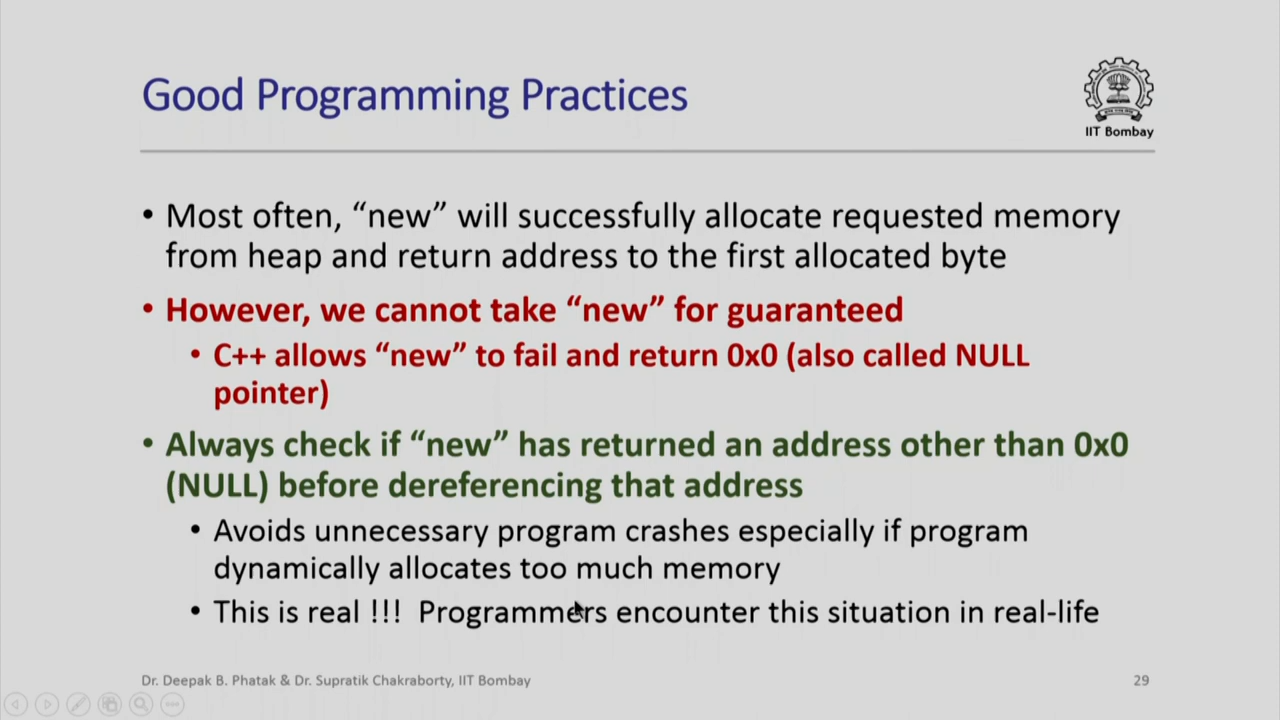 Good Programming Practices
IIT Bombay
• Most often, “new” will successfully allocate requested memory
from heap and return address to the first allocated byte
• However, we cannot take “new” for guaranteed
• C++ allows “new” to fail and return 0x0 (also called NULL
pointer)
• Always check if “new” has returned an address other than 0x0
(NULL) before dereferencing that address
• Avoids unnecessary program crashes especially if program
dynamically allocates too much memory
• This is real !!!  Programmers encounter this situation in real-life
Dr. Deepak B. Phatak & Dr. Supratik Chakraborty, IIT Bombay
29